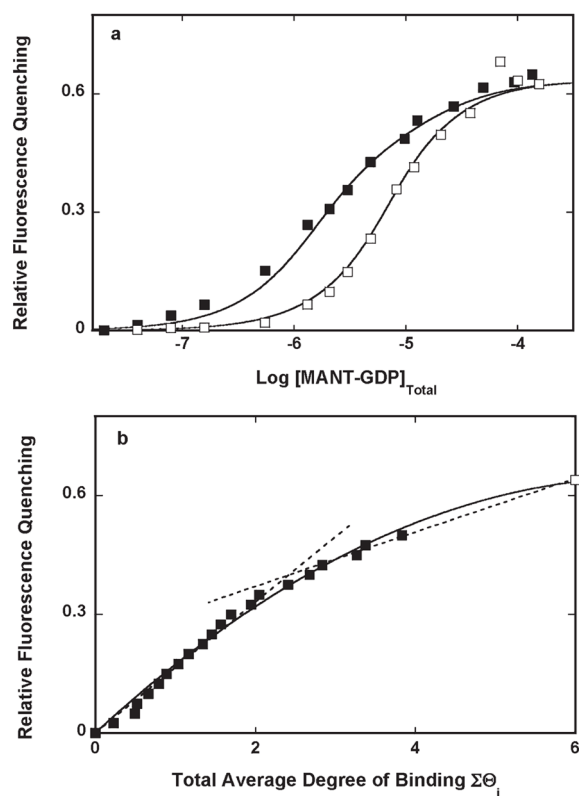 a
0.6
0.3
0
Relative Fluorescence Quenching
-7
-6
-5
-4
Log [MANT-GDP]Total
b
0.6
0.3
0
Relative Fluorescence Quenching
0
2
4
6
Total Average Degree of Binding ΣΘi